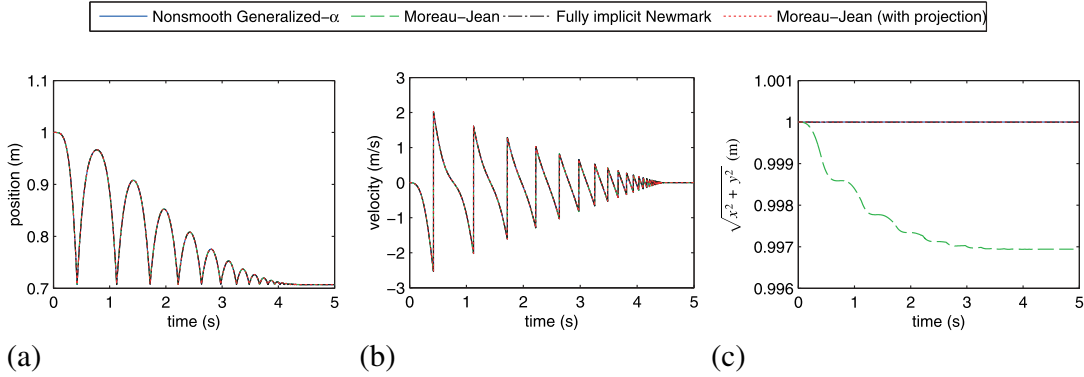 Nonsmooth Generalized-α Moreau-Jean Fully implicit Newmark Moreau-Jean (with projection)
1.1
1
0.9
0.8
0.7
0 1 2 3 4 5
position (m)
time (s)
(a)
3
2
1
0
−1
−2
−3
0 1 2 3 4 5
velocity (m/s)
time (s)
(b)
1.001
1
0.999
0.998
0.997
0.996
0 1 2 3 4 5
√x² + y² (m)
time (s)
(c)